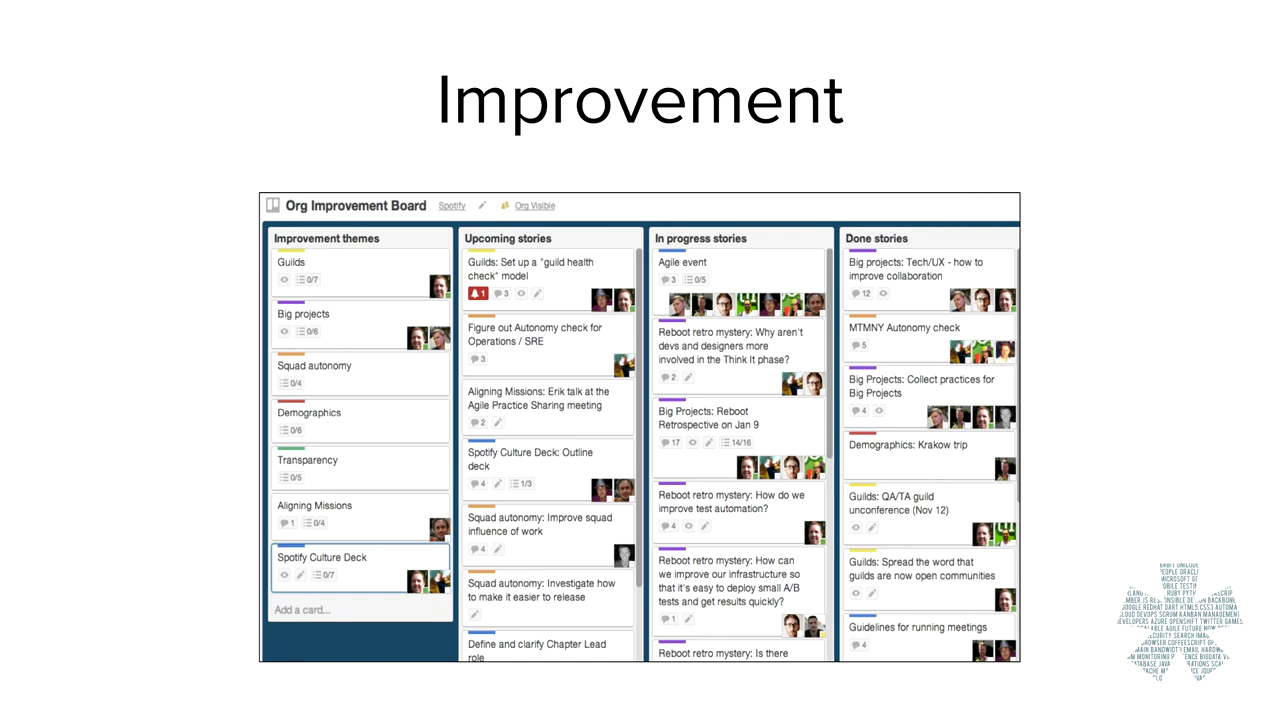 Improvement
Org Improvement Board Spotify Org Visible
Improvement themes
Guilds
0/7
Big projects
0/6
Squad autonomy
0/4
Demographics
0/6
Transparency
0/5
Aligning Missions
1 0/4
Spotify Culture Deck
0/7
Add a card...
Upcoming stories
Guilds: Set up a "guild health
check" model
1 3
Figure out Autonomy check for
Operations / SRE
3
Aligning Missions: Erik talk at the
Agile Practice Sharing meeting
2
Spotify Culture Deck: Outline
deck
4 1/3
Squad autonomy: Improve squad
influence of work
4
Squad autonomy: Investigate how
to make it easier to release
Define and clarify Chapter Lead
role
In progress stories
Agile event
3 0/5
Reboot retro mystery: Why aren't
devs and designers more
involved in the Think It phase?
2
Big Projects: Reboot
Retrospective on Jan 9
17 14/16
Reboot retro mystery: How do we
improve test automation?
4
Reboot retro mystery: How can
we improve our infrastructure so
that it's easy to deploy small A/B
tests and get results quickly?
1
Reboot retro mystery: Is there
Done stories
Big projects: Tech/UX - how to
improve collaboration
12
MTMNY Autonomy check
5
Big Projects: Collect practices for
Big Projects
4
Demographics: Krakow trip
Guilds: QA/TA guild
unconference (Nov 12)
Guilds: Spread the word that
guilds are now open communities
Guidelines for running meetings
4